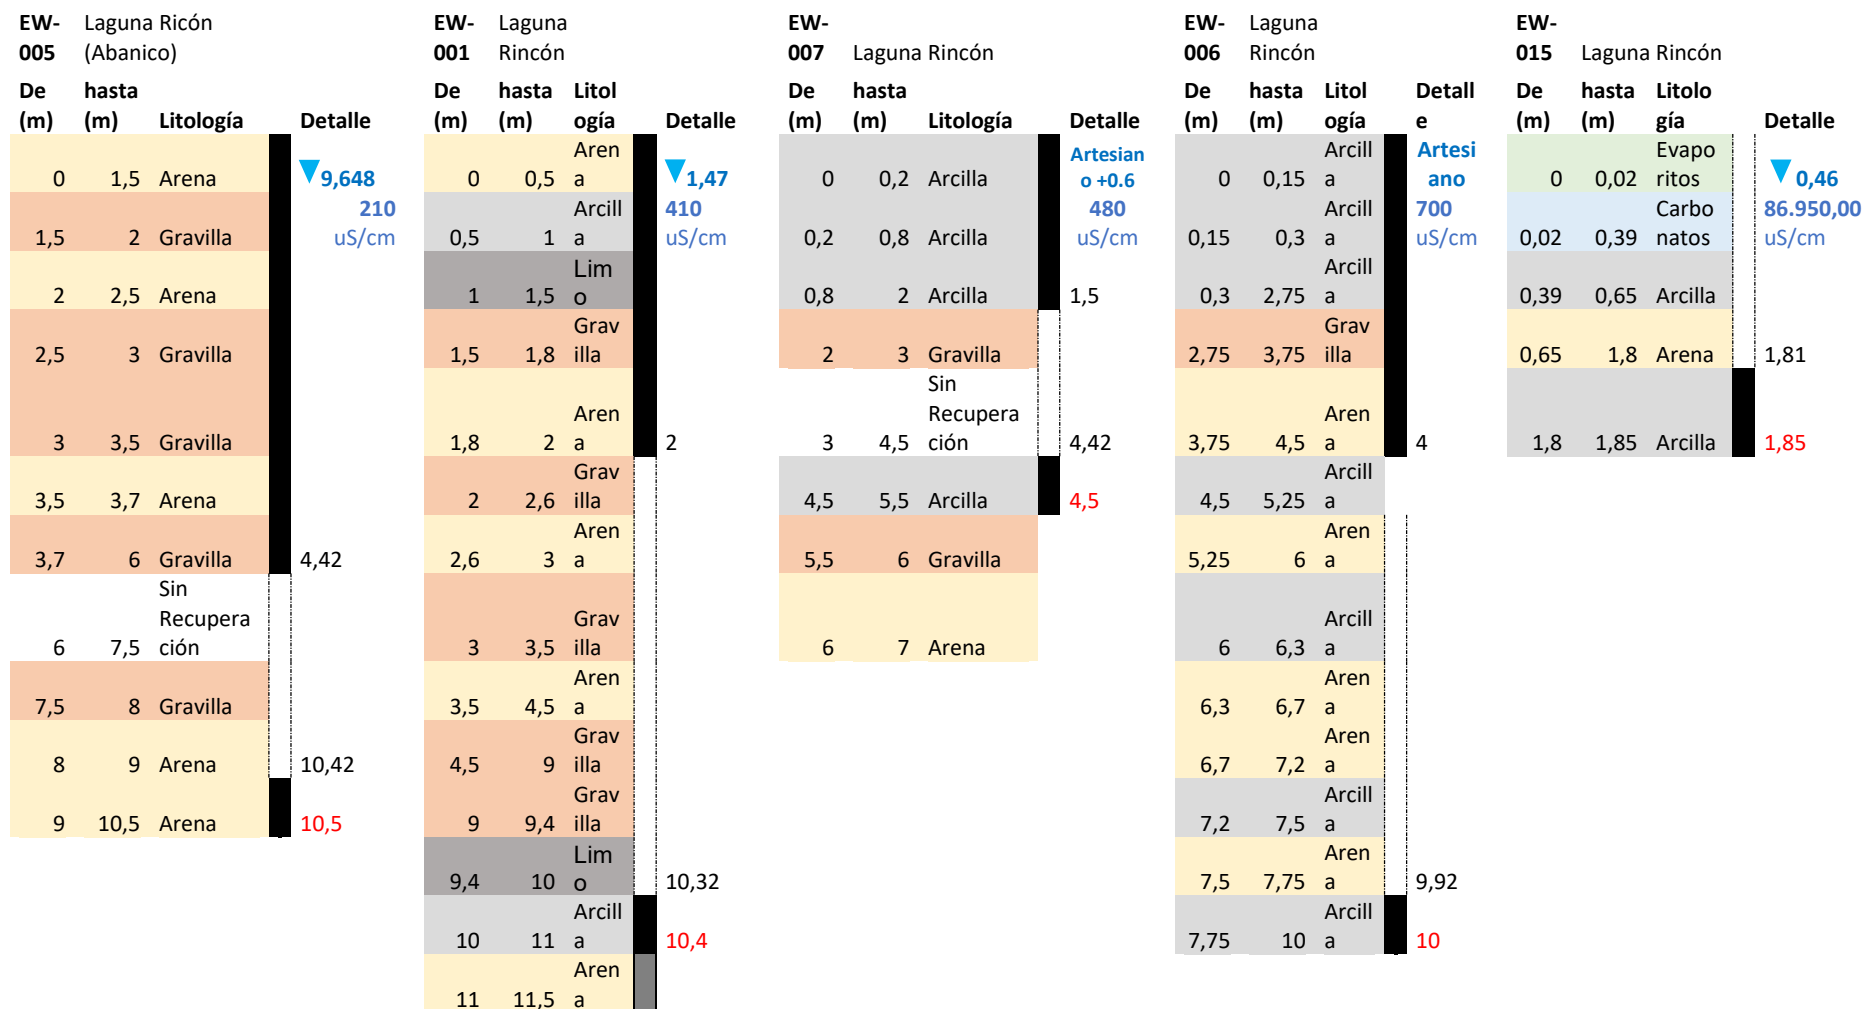 EW-005 Laguna Ricón (Abanico)
De (m) hasta (m) Litología Detalle
0 1,5 Arena 9,648
1,5 2 Gravilla 210 uS/cm
2 2,5 Arena
2,5 3 Gravilla
3 3,5 Gravilla
3,5 3,7 Arena
3,7 6 Gravilla 4,42
6 7,5 Sin Recuperación
7,5 8 Gravilla
8 9 Arena 10,42
9 10,5 Arena 10,5
EW-001 Laguna Rincón
De (m) hasta (m) Litología Detalle
0 0,5 Arena 1,47
0,5 1 Arcilla 410 uS/cm
1 1,5 Limo
1,5 1,8 Gravilla
1,8 2 Arena 2
2 2,6 Gravilla
2,6 3 Arena
3 3,5 Gravilla
3,5 4,5 Arena
4,5 9 Gravilla
9 9,4 Gravilla
9,4 10 Limo 10,32
10 11 Arcilla 10,4
11 11,5 Arena
EW-007 Laguna Rincón
De (m) hasta (m) Litología Detalle
0 0,2 Arcilla Artesiano +0.6
0,2 0,8 Arcilla 480 uS/cm
0,8 2 Arcilla 1,5
2 3 Gravilla
3 4,5 Sin Recuperación 4,42
4,5 5,5 Arcilla 4,5
5,5 6 Gravilla
6 7 Arena
EW-006 Laguna Rincón
De (m) hasta (m) Litología Detalle
0 0,15 Arcilla Artesiano
0,15 0,3 Arcilla 700 uS/cm
0,3 2,75 Arcilla
2,75 3,75 Gravilla
3,75 4,5 Arena 4
4,5 5,25 Arcilla
5,25 6 Arena
6 6,3 Arcilla
6,3 6,7 Arena
6,7 7,2 Arena
7,2 7,5 Arcilla
7,5 7,75 Arena 9,92
7,75 10 Arcilla 10
EW-015 Laguna Rincón
De (m) hasta (m) Litología Detalle
0 0,02 Evaporitos 0,46
0,02 0,39 Carbonatos 86.950,00 uS/cm
0,39 0,65 Arcilla
0,65 1,8 Arena 1,81
1,8 1,85 Arcilla 1,85